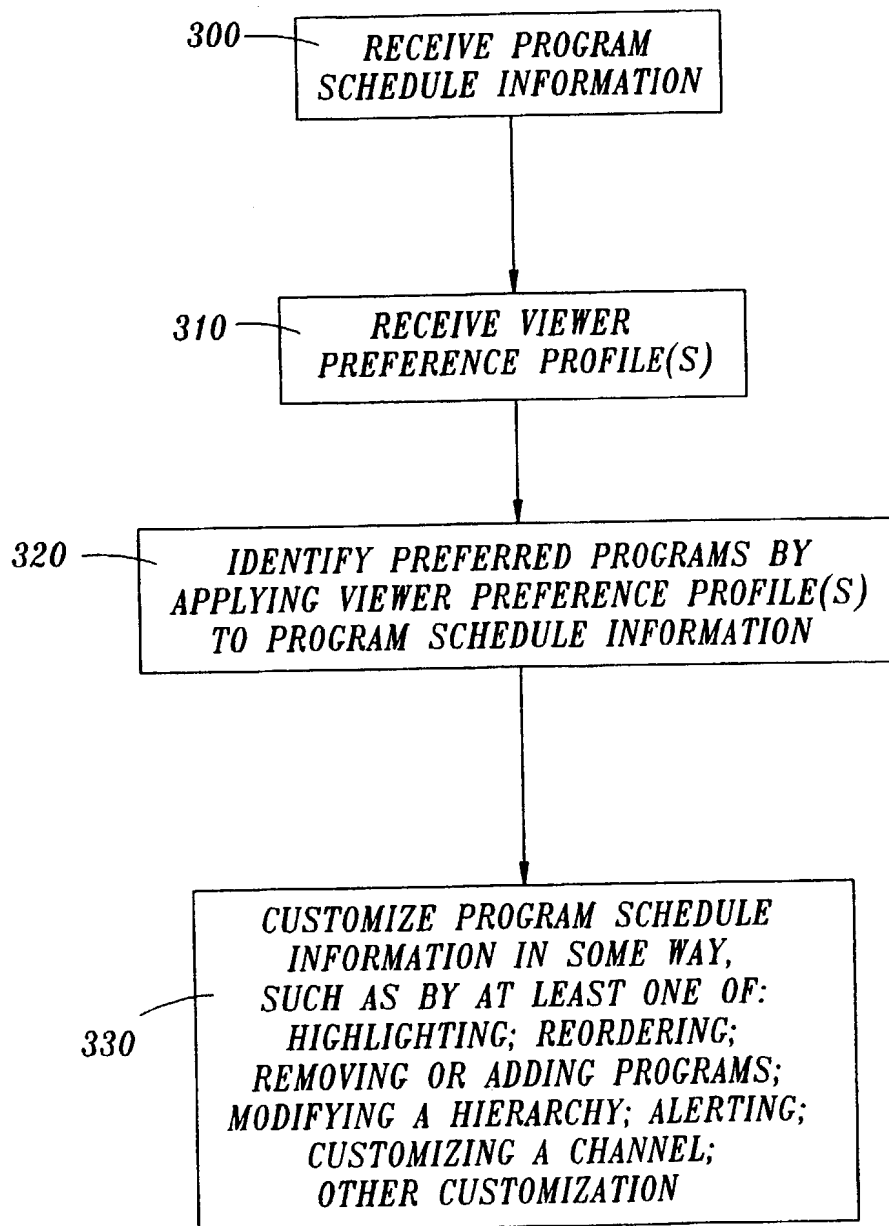 300
RECEIVE PROGRAM
SCHEDULE INFORMATION
310
RECEIVE VIEWER
PREFERENCE PROFILE(S)
320
IDENTIFY PREFERRED PROGRAMS BY
APPLYING VIEWER PREFERENCE PROFILE(S)
TO PROGRAM SCHEDULE INFORMATION
330
CUSTOMIZE PROGRAM SCHEDULE
INFORMATION IN SOME WAY,
SUCH AS BY AT LEAST ONE OF:
HIGHLIGHTING; REORDERING;
REMOVING OR ADDING PROGRAMS;
MODIFYING A HIERARCHY; ALERTING;
CUSTOMIZING A CHANNEL;
OTHER CUSTOMIZATION